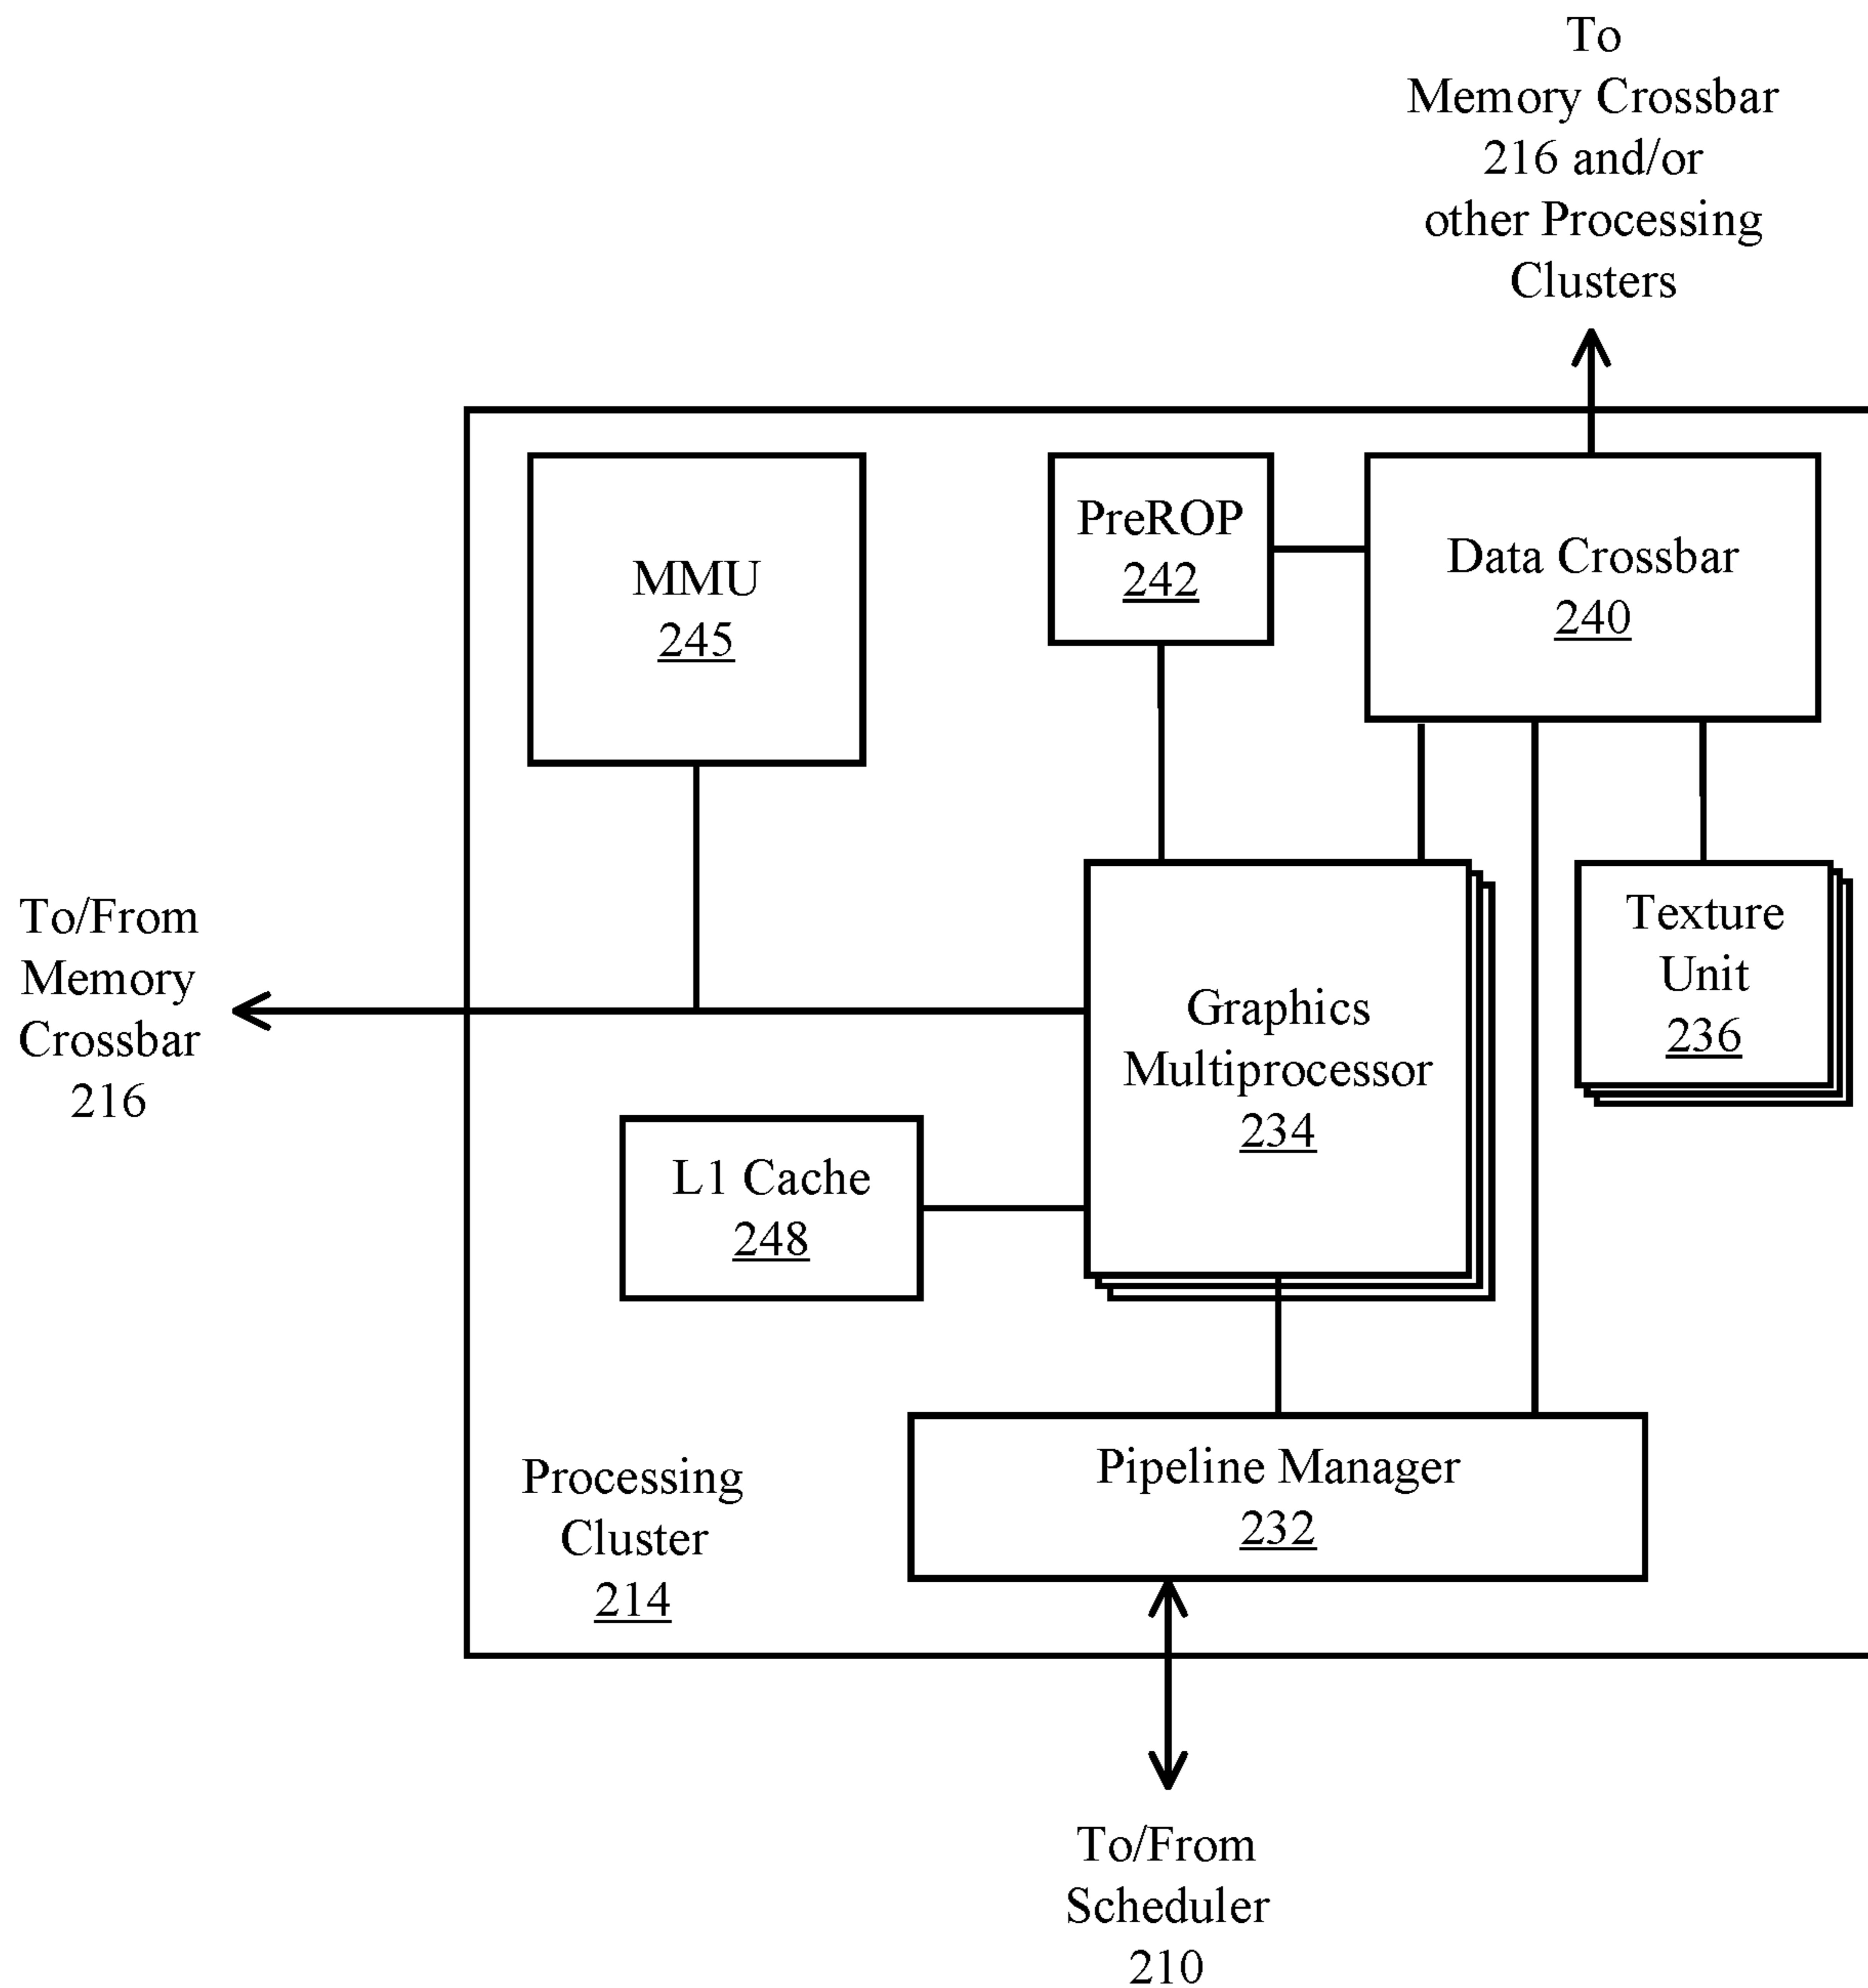 To
Memory Crossbar
216 and/or
other Processing
Clusters
PreROP
242
Data Crossbar
240
MMU
245
To/From
Memory
Crossbar
216
Graphics
Multiprocessor
234
Texture
Unit
236
L1 Cache
248
Processing
Cluster
214
Pipeline Manager
232
To/From
Scheduler
210